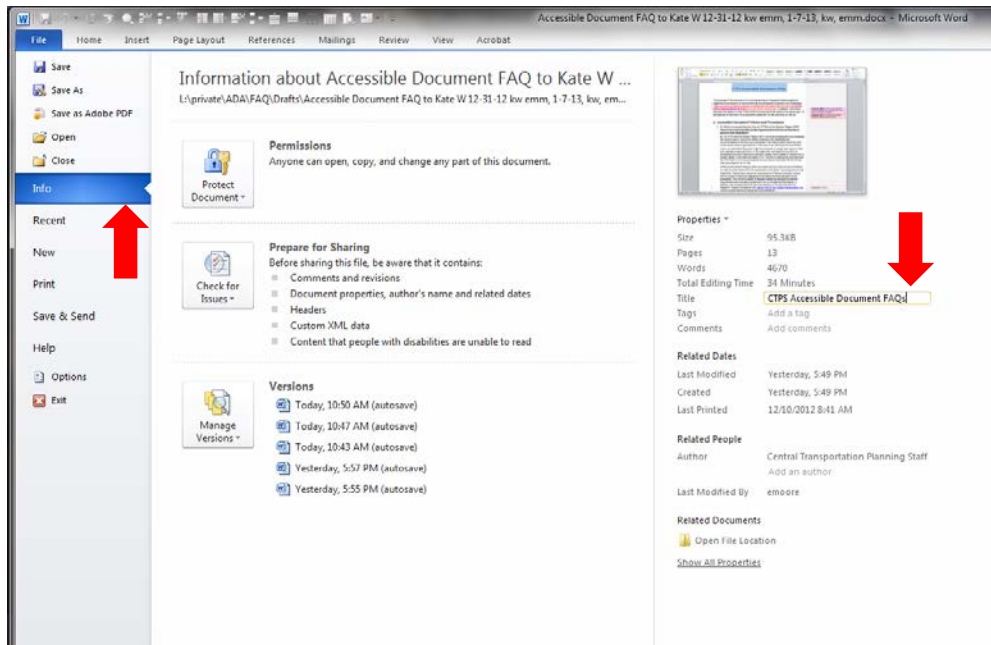 Accessible Document FAQ to Kate W 12-31-12 kw emm, 1-7-13, kw, emm.docx - Microsoft Word
File Home Insert Page Layout References Mailings Review View Acrobat
Save
Save As
Save as Adobe PDF
Open
Close
Info
Recent
New
Print
Save & Send
Help
Options
Exit
Information about Accessible Document FAQ to Kate W ...
L:\private\ADA\FAQ\Drafts\Accessible Document FAQ to Kate W 12-31-12 kw emm, 1-7-13, kw, em...
Protect
Document
Permissions
Anyone can open, copy, and change any part of this document.
Check for
Issues
Prepare for Sharing
Before sharing this file, be aware that it contains:
Comments and revisions
Document properties, author's name and related dates
Headers
Custom XML data
Content that people with disabilities are unable to read
Manage
Versions
Versions
Today, 10:50 AM (autosave)
Today, 10:47 AM (autosave)
Today, 10:43 AM (autosave)
Yesterday, 5:57 PM (autosave)
Yesterday, 5:55 PM (autosave)
Properties
Size 95.3KB
Pages 13
Words 4670
Total Editing Time 34 Minutes
Title CTPS Accessible Document FAQs
Tags Add a tag
Comments Add comments
Related Dates
Last Modified Yesterday, 5:49 PM
Created Yesterday, 5:49 PM
Last Printed 12/10/2012 8:41 AM
Related People
Author Central Transportation Planning Staff
Add an author
Last Modified By emoore
Related Documents
Open File Location
Show All Properties